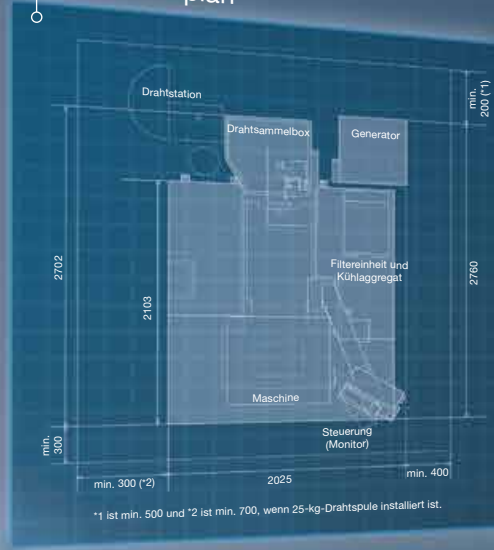 plan
min.
200 (*1)
Drahtstation
Drahtsammelbox
Generator
2702
2103
Filtereinheit und
Kühlaggregat
2760
Maschine
Steuerung
(Monitor)
min.
300
min. 300 (*2)
2025
min. 400
*1 ist min. 500 und *2 ist min. 700, wenn 25-kg-Drahtspule installiert ist.